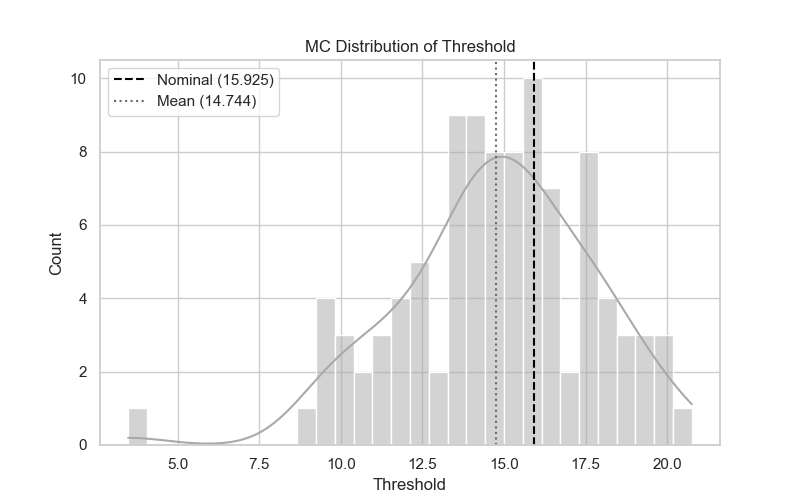 MC Distribution of Threshold
Nominal (15.925)
Mean (14.744)
10
8
6
4
2
0
Count
5.0 7.5 10.0 12.5 15.0 17.5 20.0
Threshold